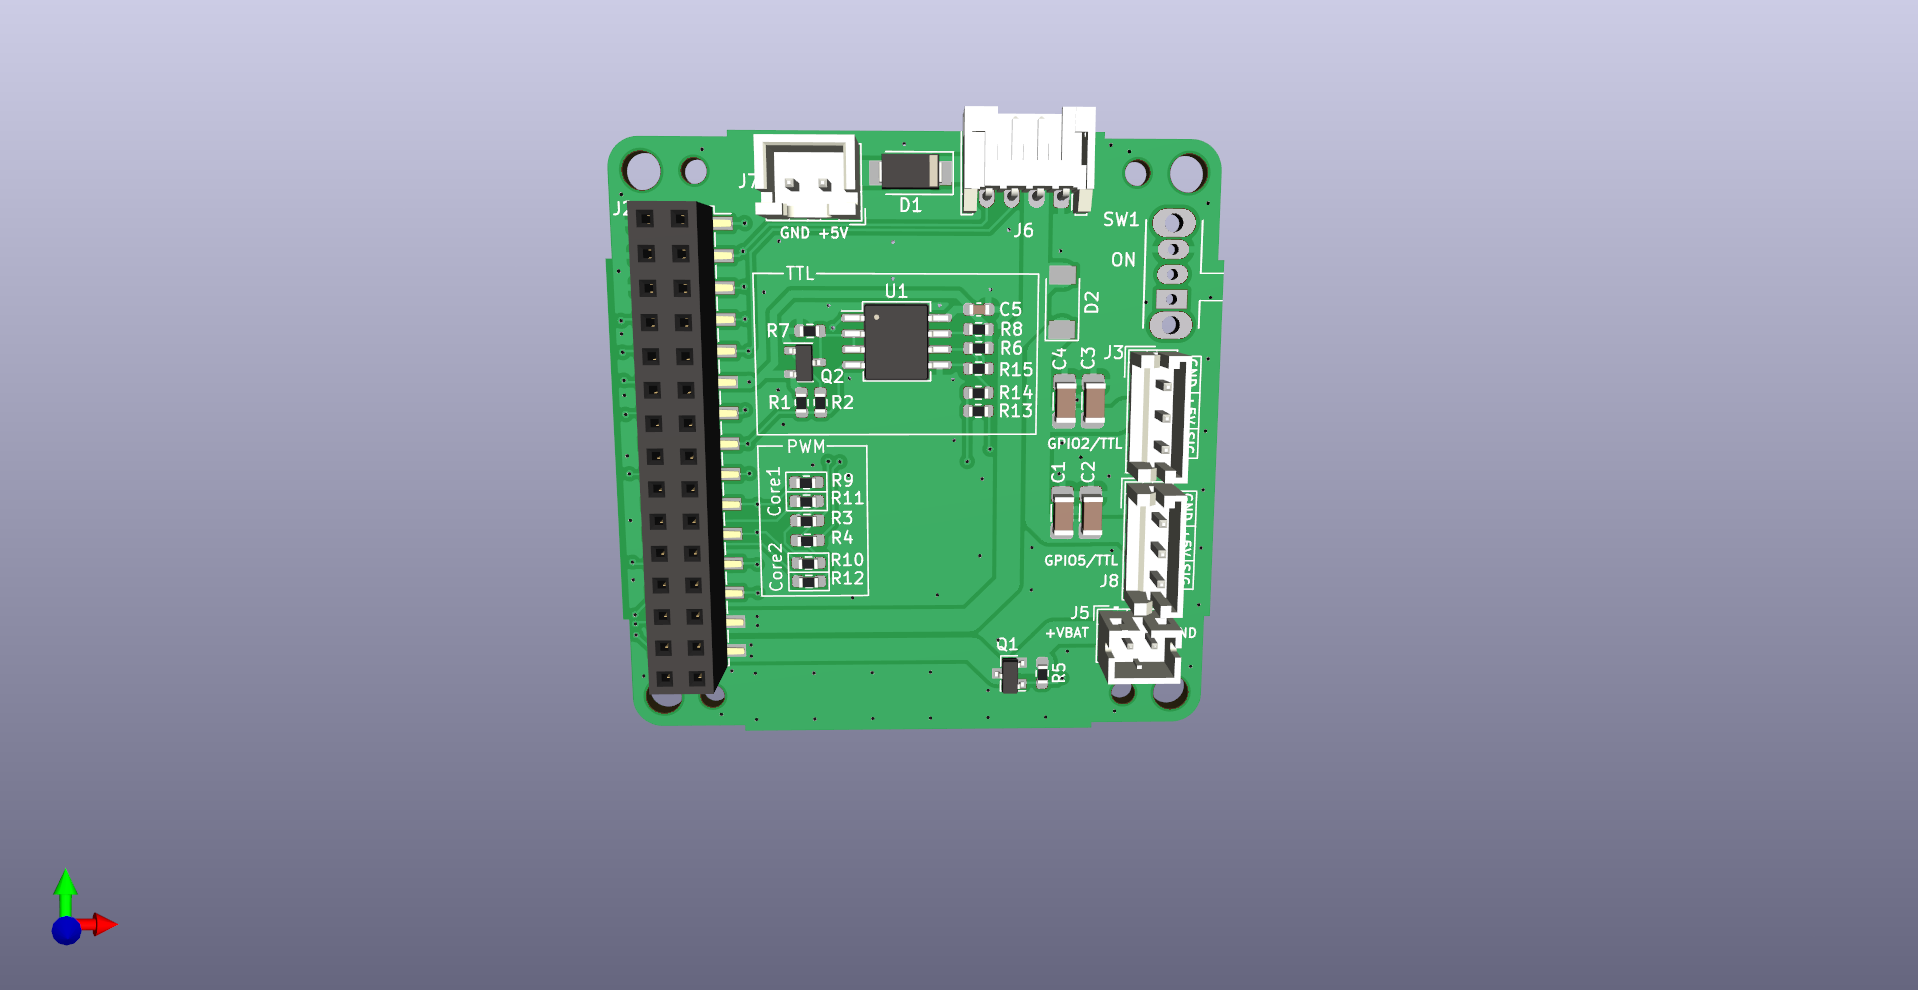 J7
D1
J2
GND +5V
J6
SW1
ON
TTL
U1
D2
C5
R7
R8
R6
Q2
R15
R1
R2
R14
R13
C4
C3
J3
GPIO2/TTL
PWM
Core1
R9
R11
R3
R4
Core2
R10
R12
C1
C2
GPIO5/TTL
J8
J5
+VBAT
Q1
R5